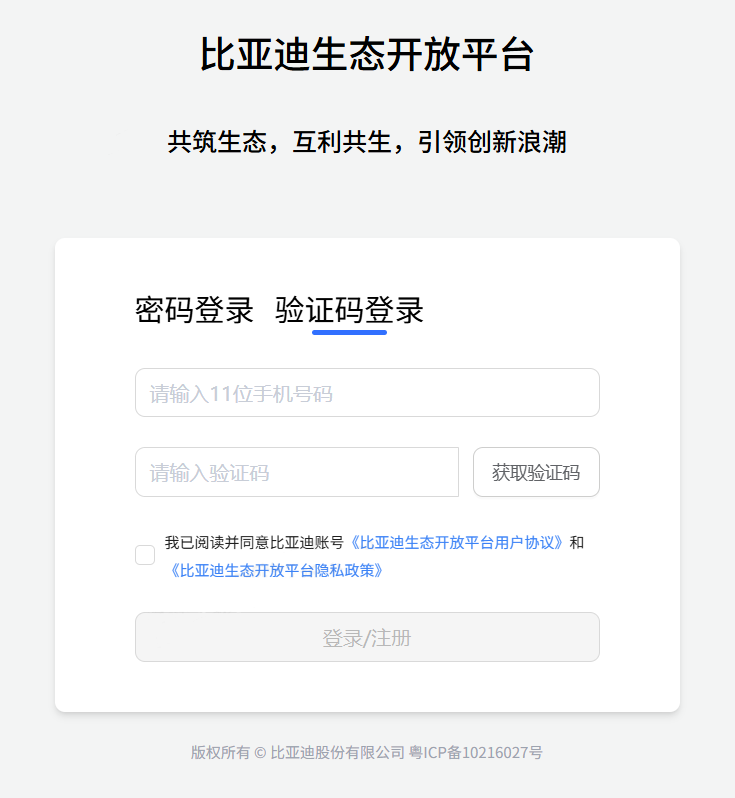 比亚迪生态开放平台
共筑生态，互利共生，引领创新浪潮
密码登录 验证码登录
请输入11位手机号码
请输入验证码 获取验证码
我已阅读并同意比亚迪账号《比亚迪生态开放平台用户协议》和
《比亚迪生态开放平台隐私政策》
登录/注册
版权所有 © 比亚迪股份有限公司 粤ICP备10216027号